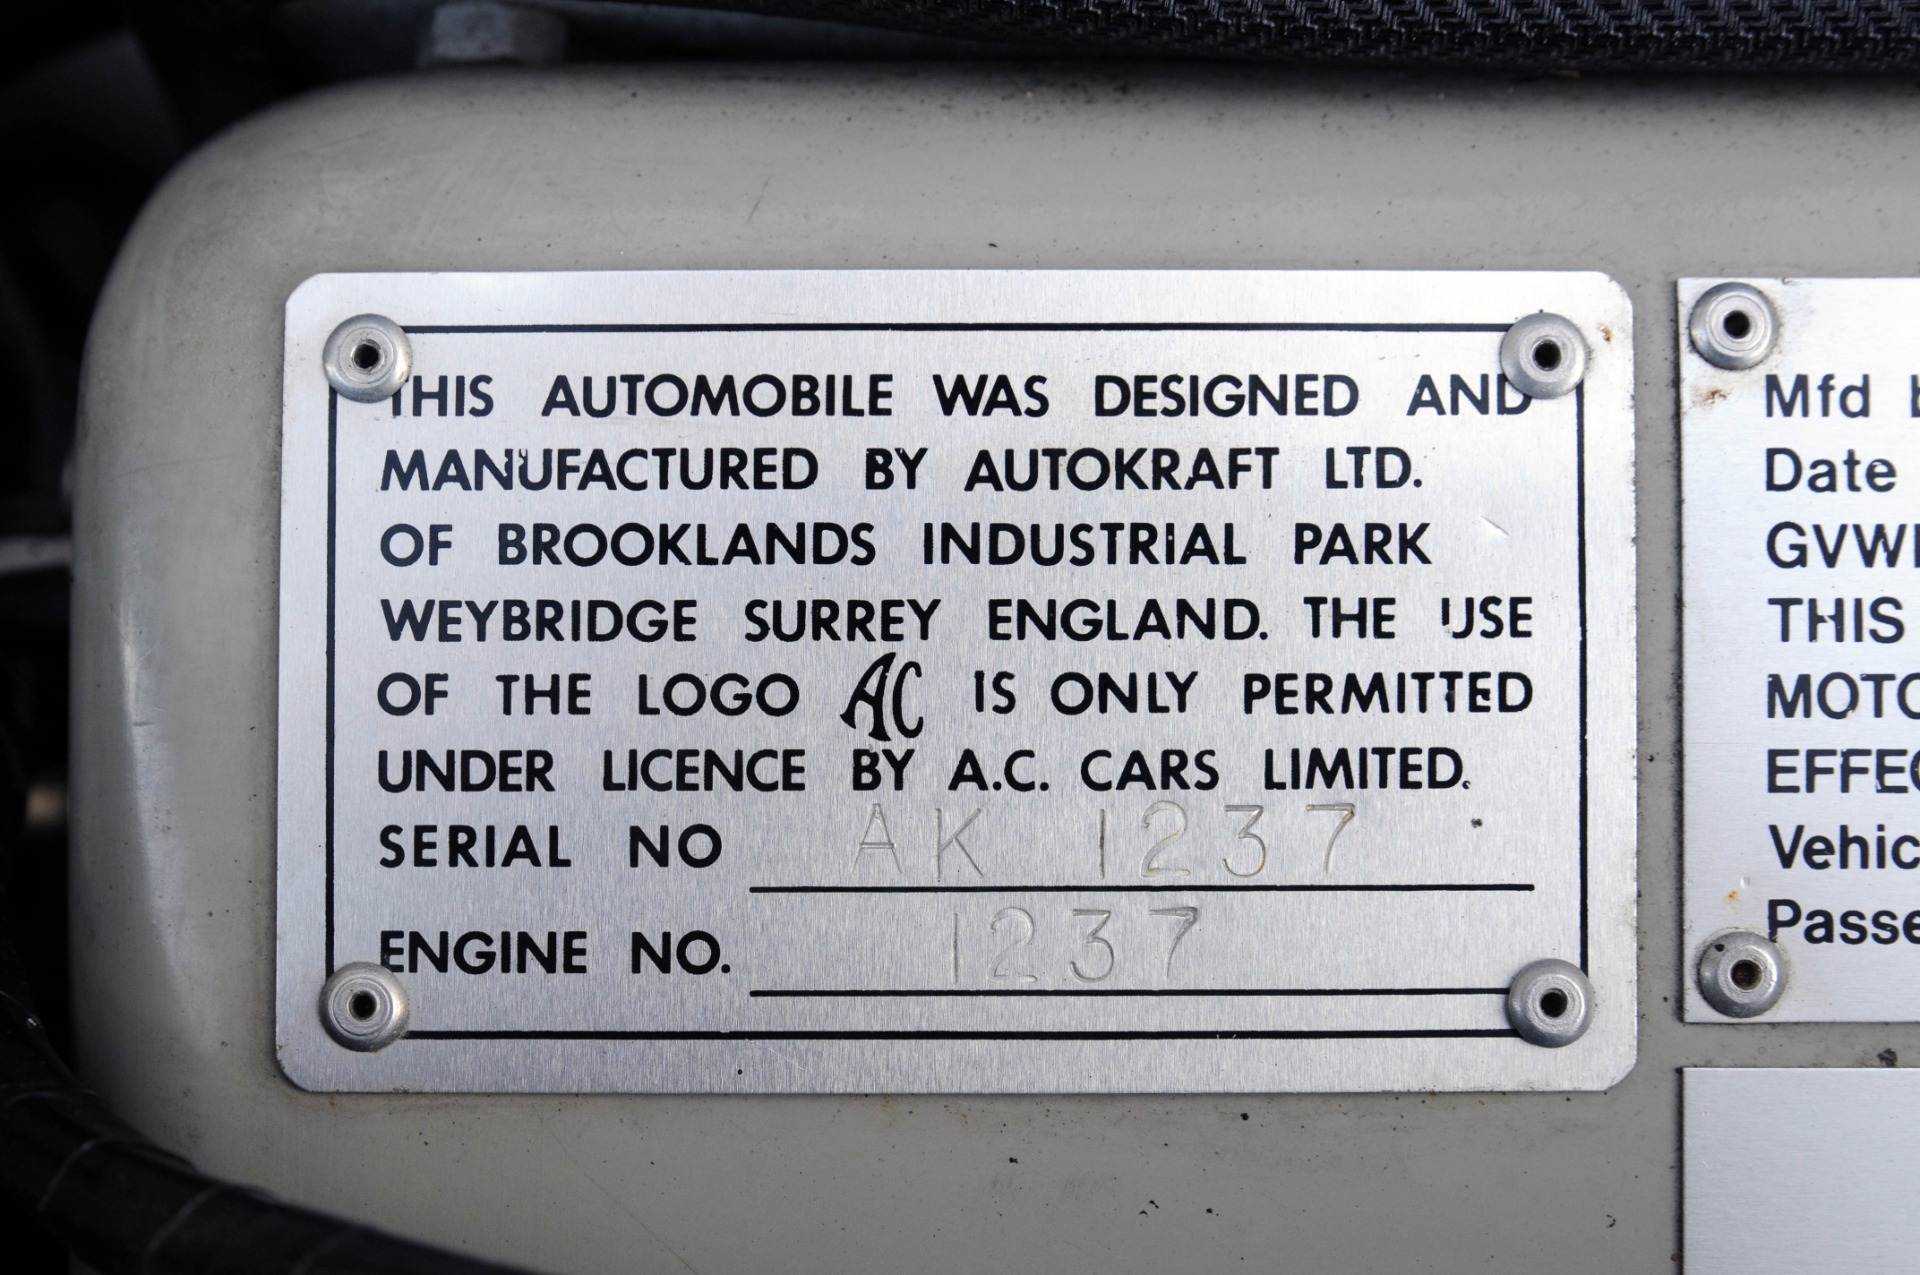 THIS AUTOMOBILE WAS DESIGNED AND
MANUFACTURED BY AUTOKRAFT LTD.
OF BROOKLANDS INDUSTRIAL PARK
WEYBRIDGE SURREY ENGLAND. THE USE
OF THE LOGO AC IS ONLY PERMITTED
UNDER LICENCE BY A.C. CARS LIMITED.
SERIAL NO AK 1237
ENGINE NO. 1237
Mfd
Date
THIS